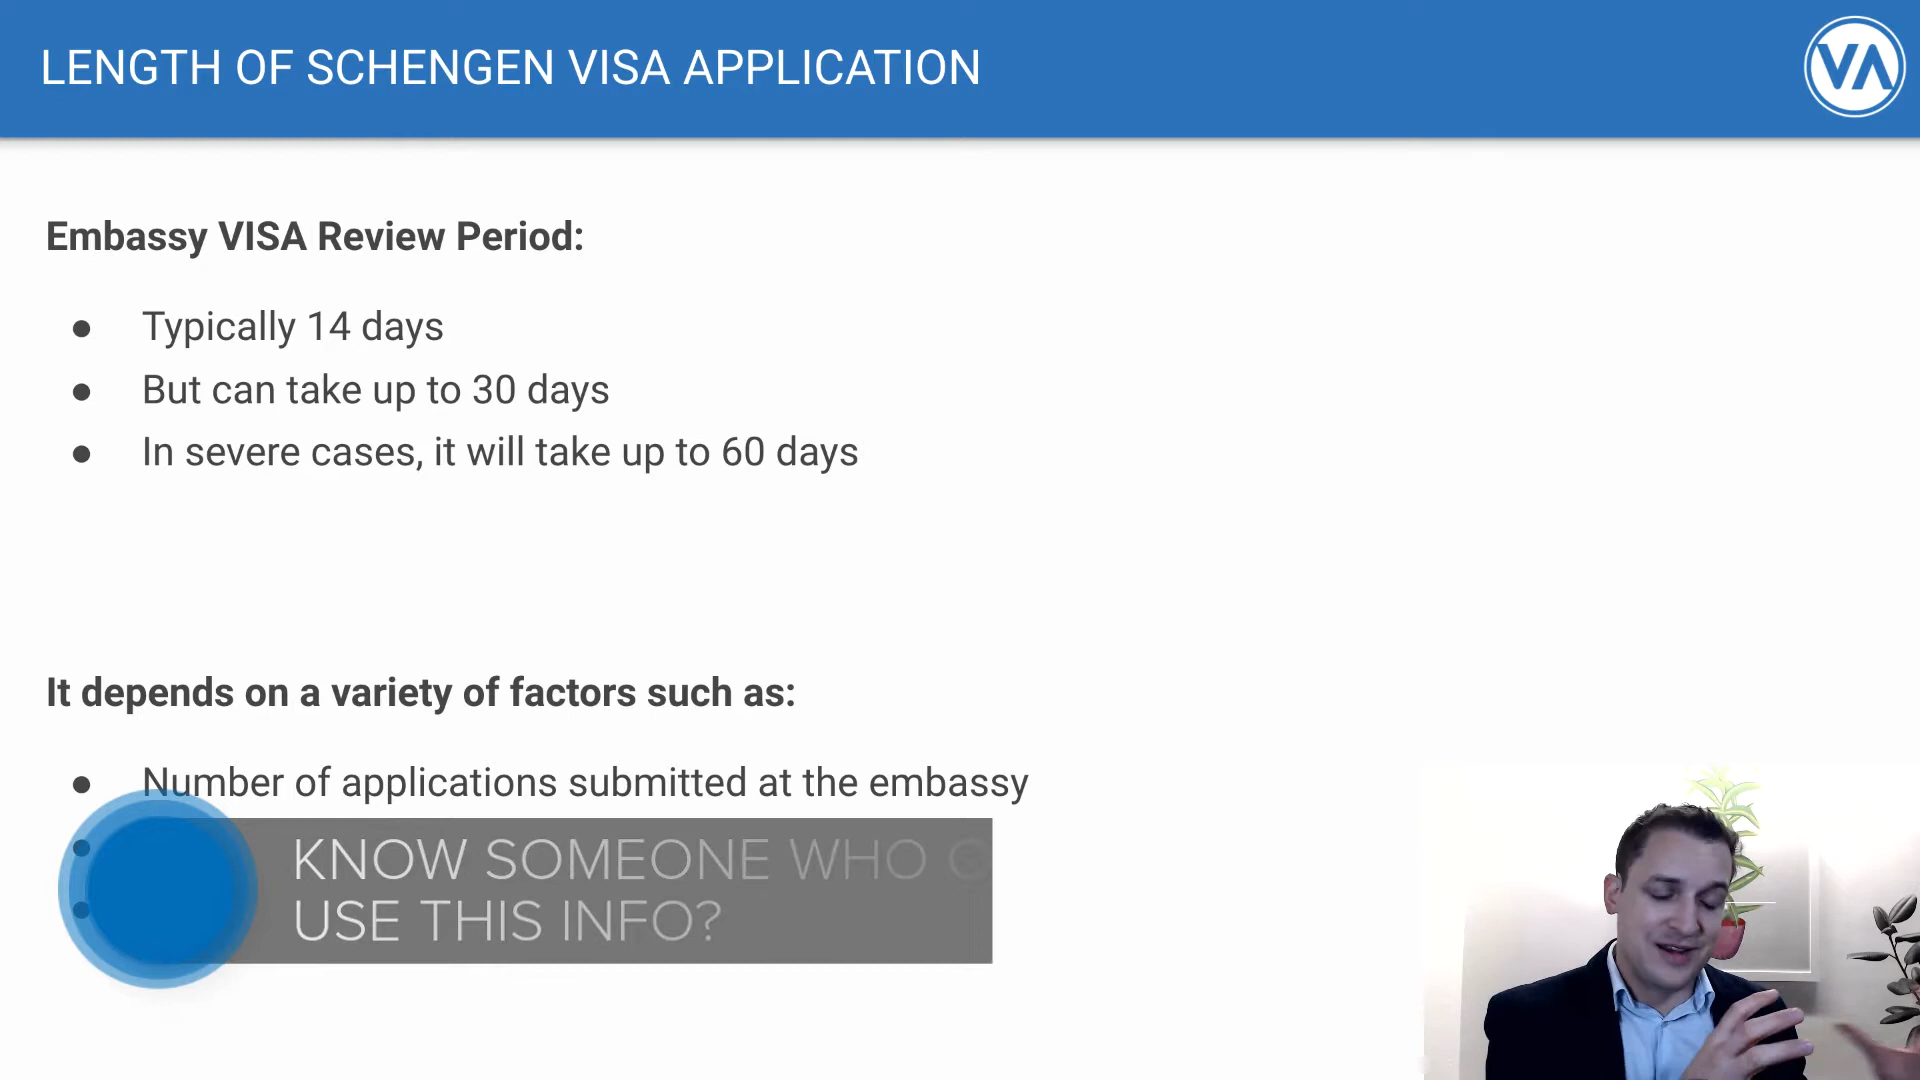 LENGTH OF SCHENGEN VISA APPLICATION
VA
Embassy VISA Review Period:
● Typically 14 days
● But can take up to 30 days
● In severe cases, it will take up to 60 days
It depends on a variety of factors such as:
● Number of applications submitted at the embassy
KNOW SOMEONE WHO
USE THIS INFO?